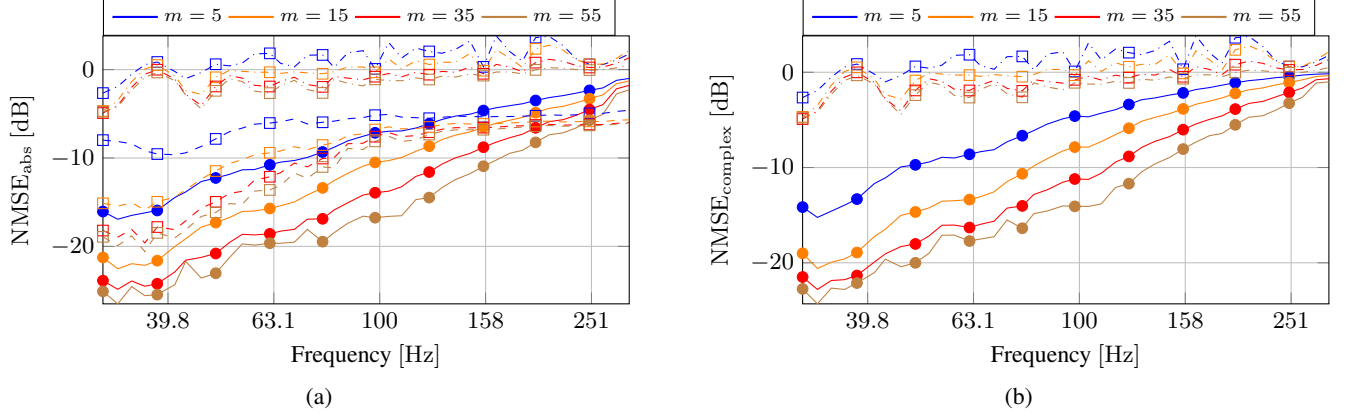 m = 5 m = 15 m = 35 m = 55
0
−10
−20
NMSE_abs [dB]
39.8 63.1 100 158 251
Frequency [Hz]
(a)
m = 5 m = 15 m = 35 m = 55
0
−10
−20
NMSE_complex [dB]
39.8 63.1 100 158 251
Frequency [Hz]
(b)